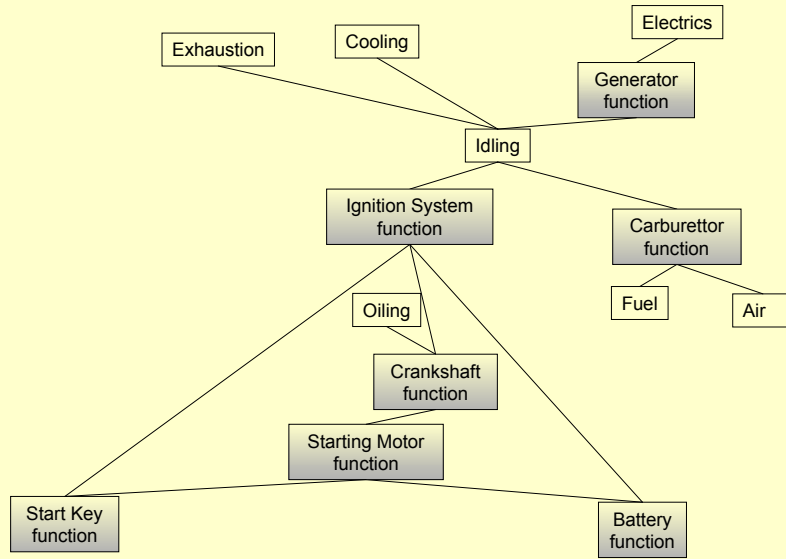 Electrics
Exhaustion
Cooling
Generator
function
Idling
Ignition System
function
Carburettor
function
Oiling
Fuel
Air
Crankshaft
function
Starting Motor
function
Start Key
function
Battery
function